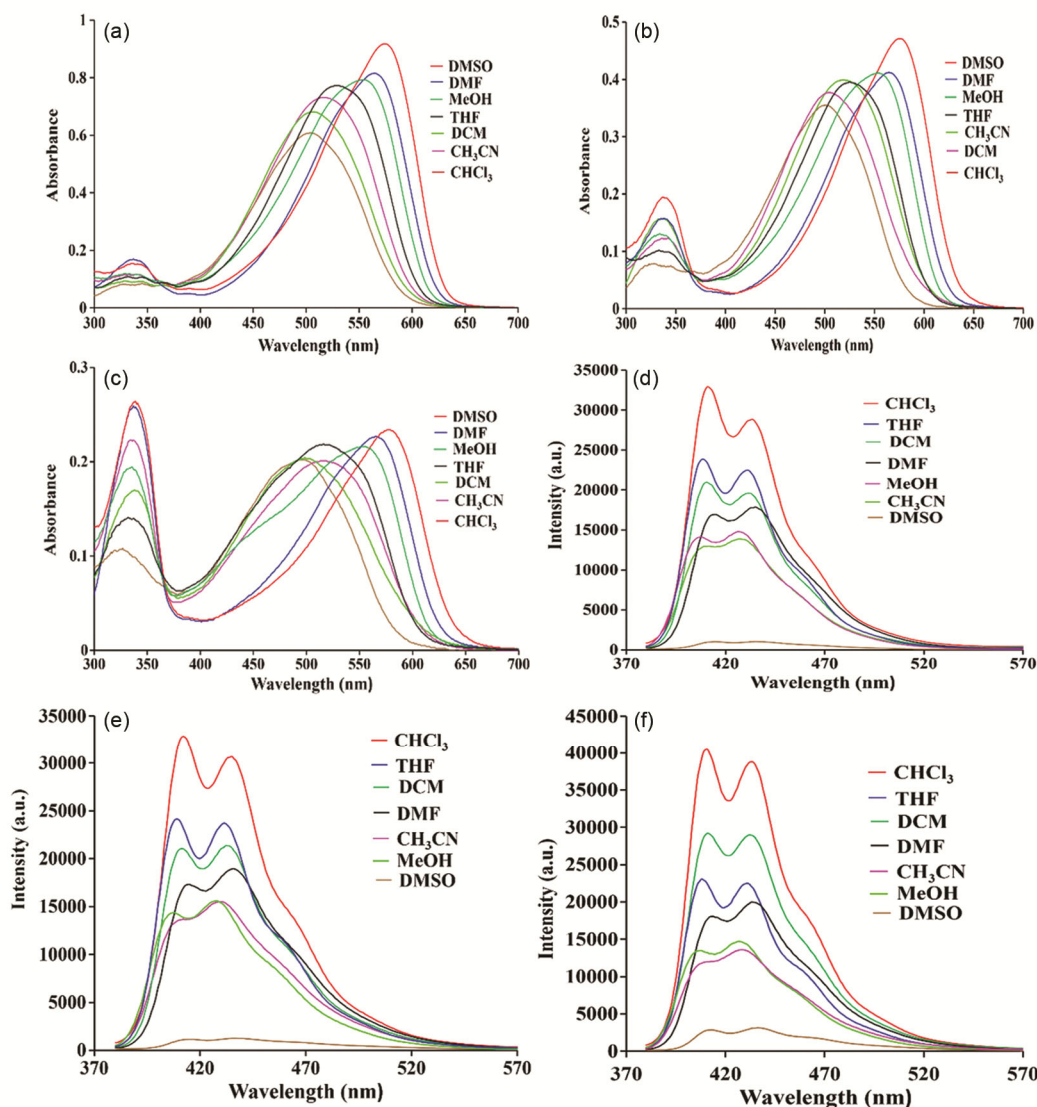 (a)
1
0.8
0.6
0.4
0.2
0
Absorbance
300 350 400 450 500 550 600 650 700
Wavelength (nm)
DMSO
DMF
MeOH
THF
DCM
CH₃CN
CHCl₃
(b)
0.5
0.4
0.3
0.2
0.1
0
Absorbance
300 350 400 450 500 550 600 650 700
Wavelength (nm)
DMSO
DMF
MeOH
THF
CH₃CN
DCM
CHCl₃
(c)
0.3
0.2
0.1
0
Absorbance
300 350 400 450 500 550 600 650 700
Wavelength (nm)
DMSO
DMF
MeOH
THF
DCM
CH₃CN
CHCl₃
(d)
35000
30000
25000
20000
15000
10000
5000
0
Intensity (a.u.)
370 420 470 520 570
Wavelength (nm)
CHCl₃
THF
DCM
DMF
MeOH
CH₃CN
DMSO
(e)
35000
30000
25000
20000
15000
10000
5000
0
Intensity (a.u.)
370 420 470 520 570
Wavelength (nm)
CHCl₃
THF
DCM
DMF
CH₃CN
MeOH
DMSO
(f)
45000
40000
35000
30000
25000
20000
15000
10000
5000
0
Intensity (a.u.)
370 420 470 520 570
Wavelength (nm)
CHCl₃
THF
DCM
DMF
CH₃CN
MeOH
DMSO